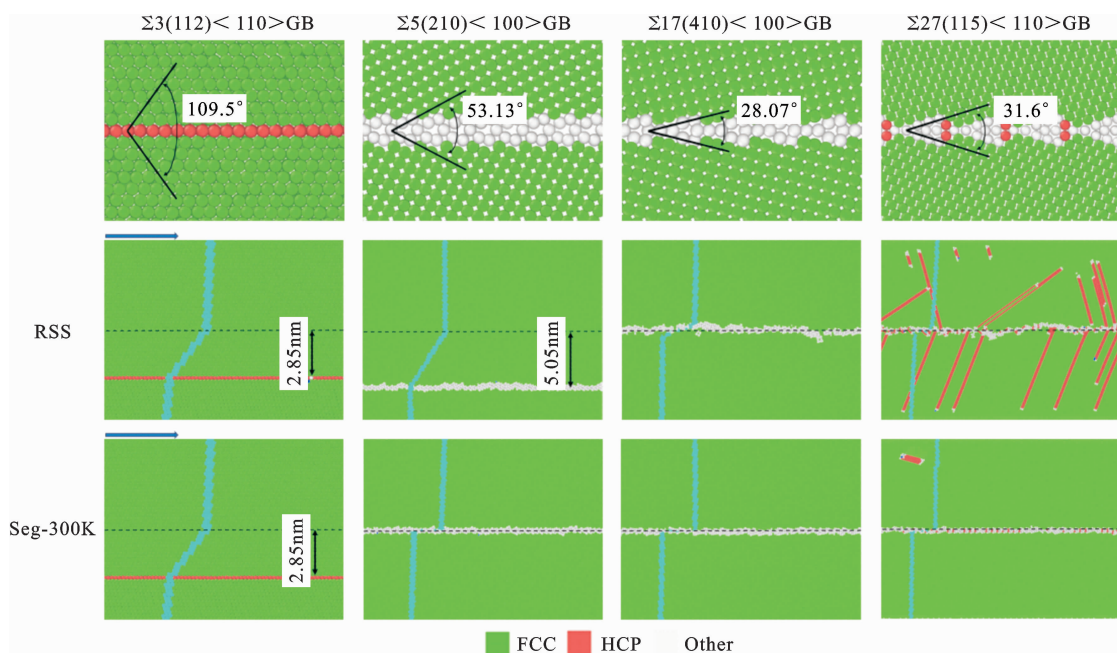 Σ3(112)< 110>GB Σ5(210)< 100>GB Σ17(410)< 100>GB Σ27(115)< 110>GB
109.5° 53.13° 28.07° 31.6°
RSS
2.85nm
5.05nm
Seg-300K
2.85nm
FCC HCP Other